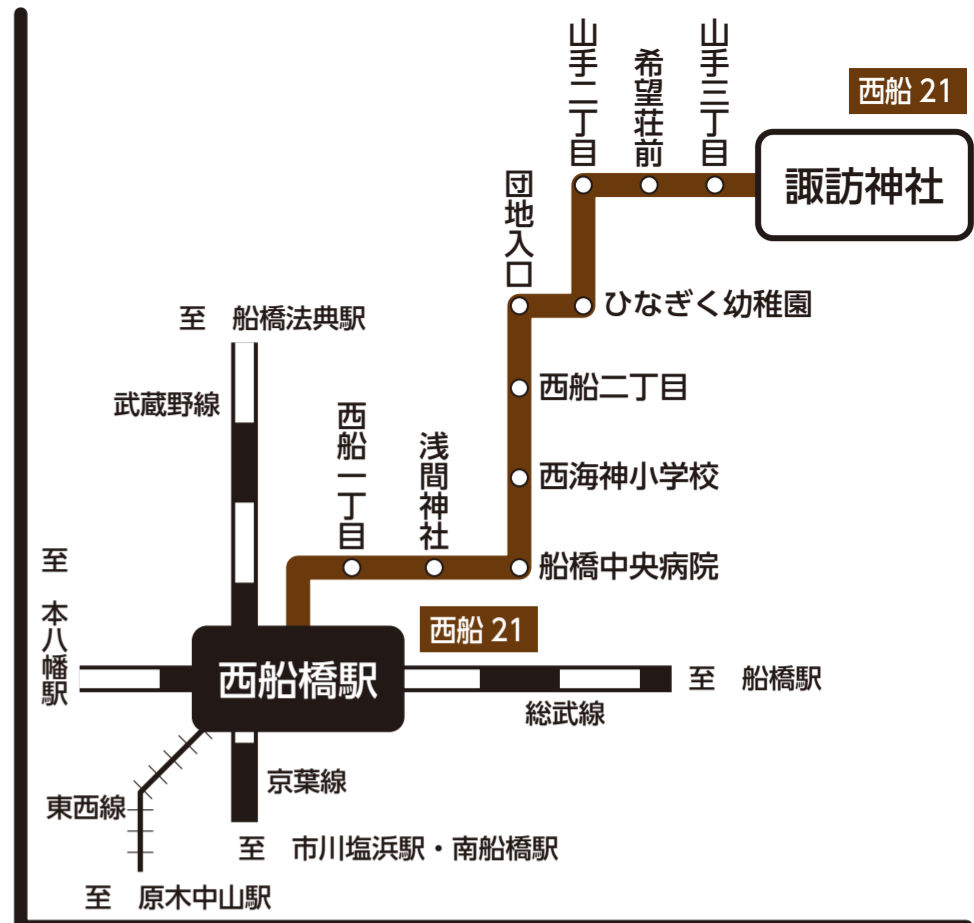 山手二丁目
希望荘前
山手三丁目
西船 21
諏訪神社
団地入口
ひなぎく幼稚園
至 船橋法典駅
武蔵野線
西船二丁目
西船一丁目
浅間神社
西海神小学校
船橋中央病院
至 本八幡駅
西船 21
西船橋駅
至 船橋駅
総武線
京葉線
東西線
至 市川塩浜駅・南船橋駅
至 原木中山駅